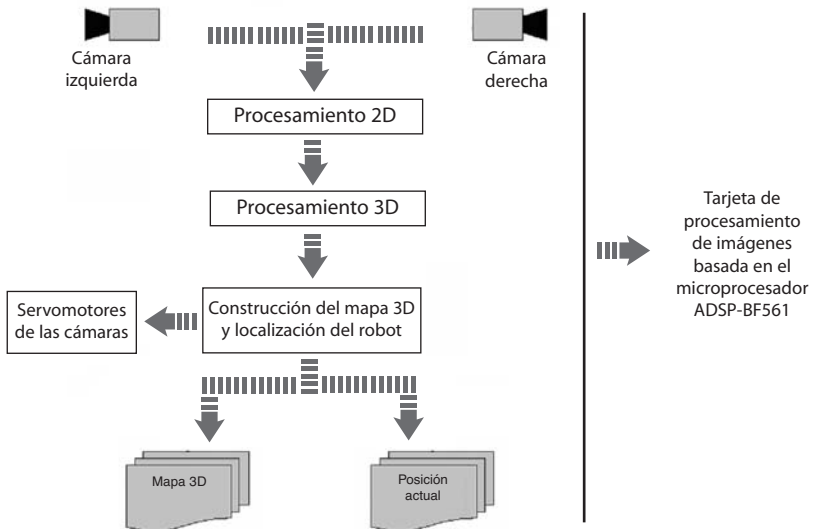 Cámara
izquierda
Cámara
derecha
Procesamiento 2D
Procesamiento 3D
Construcción del mapa 3D
y localización del robot
Servomotores
de las cámaras
Mapa 3D
Posición
actual
Tarjeta de
procesamiento
de imágenes
basada en el
microprocesador
ADSP-BF561